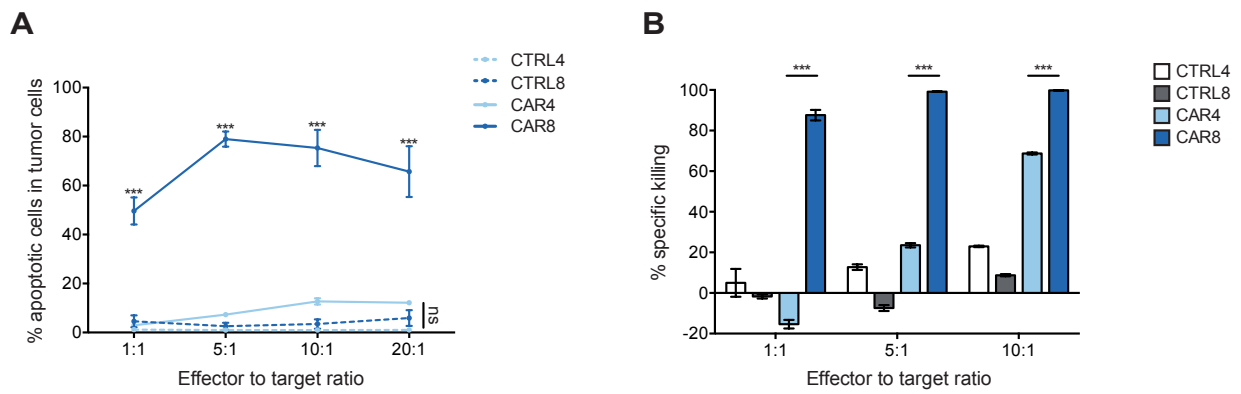 A
CTRL4
CTRL8
CAR4
CAR8
% apoptotic cells in tumor cells
100
80
60
40
20
0
***
***
***
***
ns
1:1
5:1
10:1
20:1
Effector to target ratio
B
CTRL4
CTRL8
CAR4
CAR8
% specific killing
100
80
60
40
20
0
-20
***
***
***
1:1
5:1
10:1
Effector to target ratio